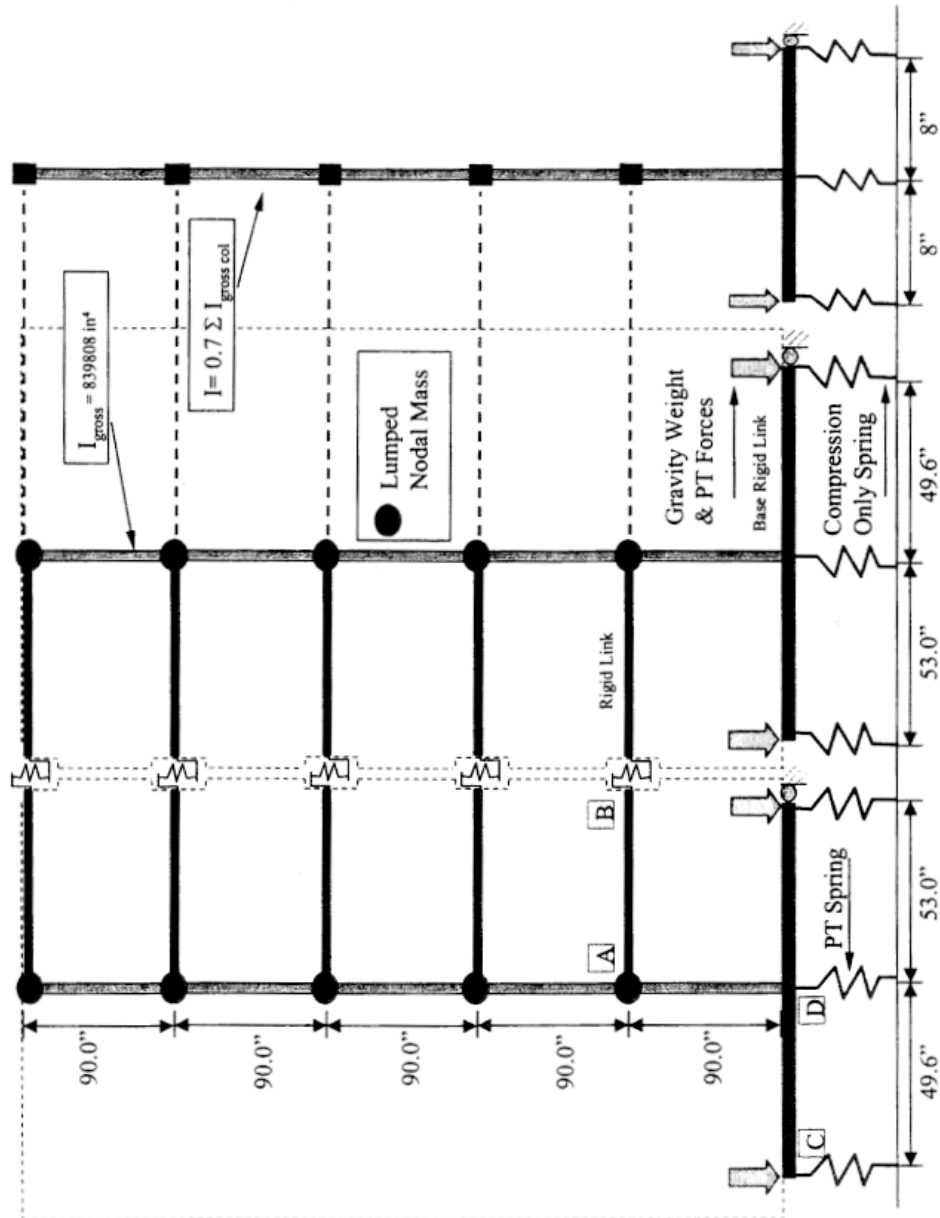 I gross = 839808 in⁴
I= 0.7 Σ I gross col
Lumped
Nodal Mass
Gravity Weight
& PT Forces
Base Rigid Link
Compression
Only Spring
Rigid Link
PT Spring
A
B
C
D
90.0”
90.0”
90.0”
90.0”
90.0”
49.6”
53.0”
53.0”
49.6”
8”
8”